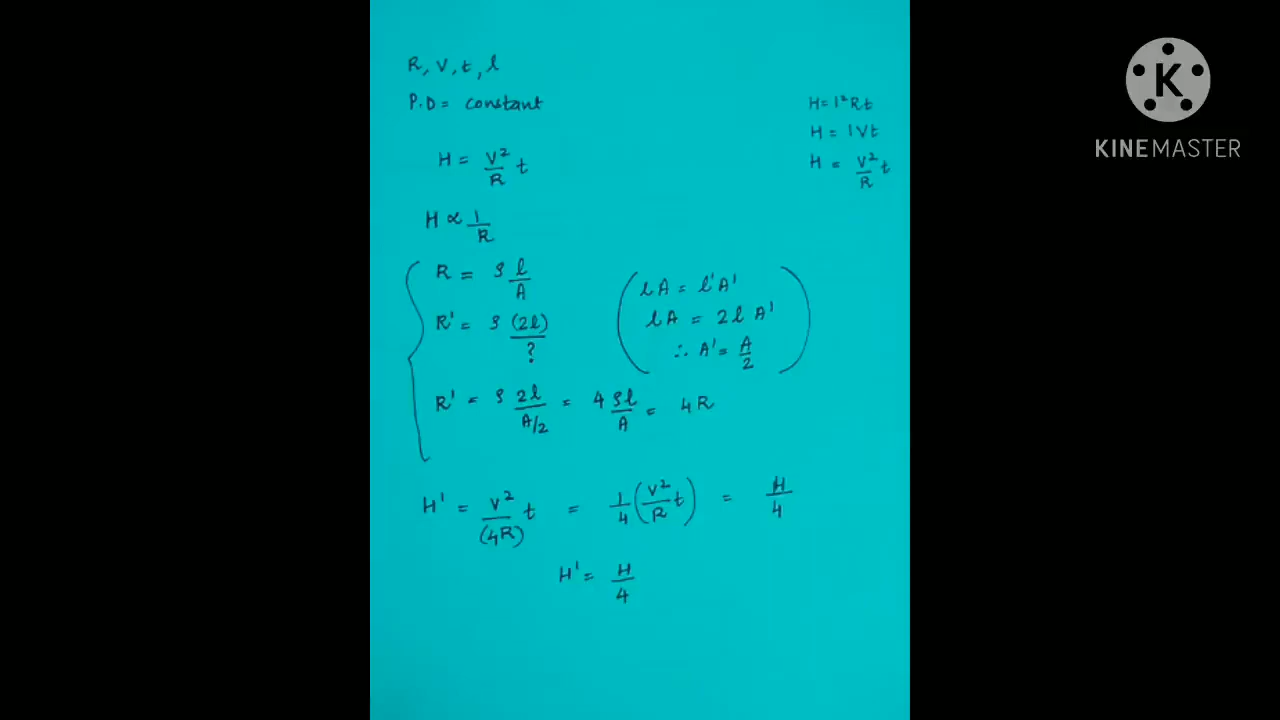 R, V, t, l
P.D = constant
H = I²Rt
H = IVt
H = V²/R t
H = V²/R t
H ∝ 1/R
R = ρ l/A
R' = ρ (2l)/?
R' = ρ 2l/A/2 = 4 ρl/A = 4R
lA = l'A'
lA = 2l A'
∴ A' = A/2
H' = V²/(4R) t = 1/4 (V²/R t) = H/4
H' = H/4
K
KINEMASTER